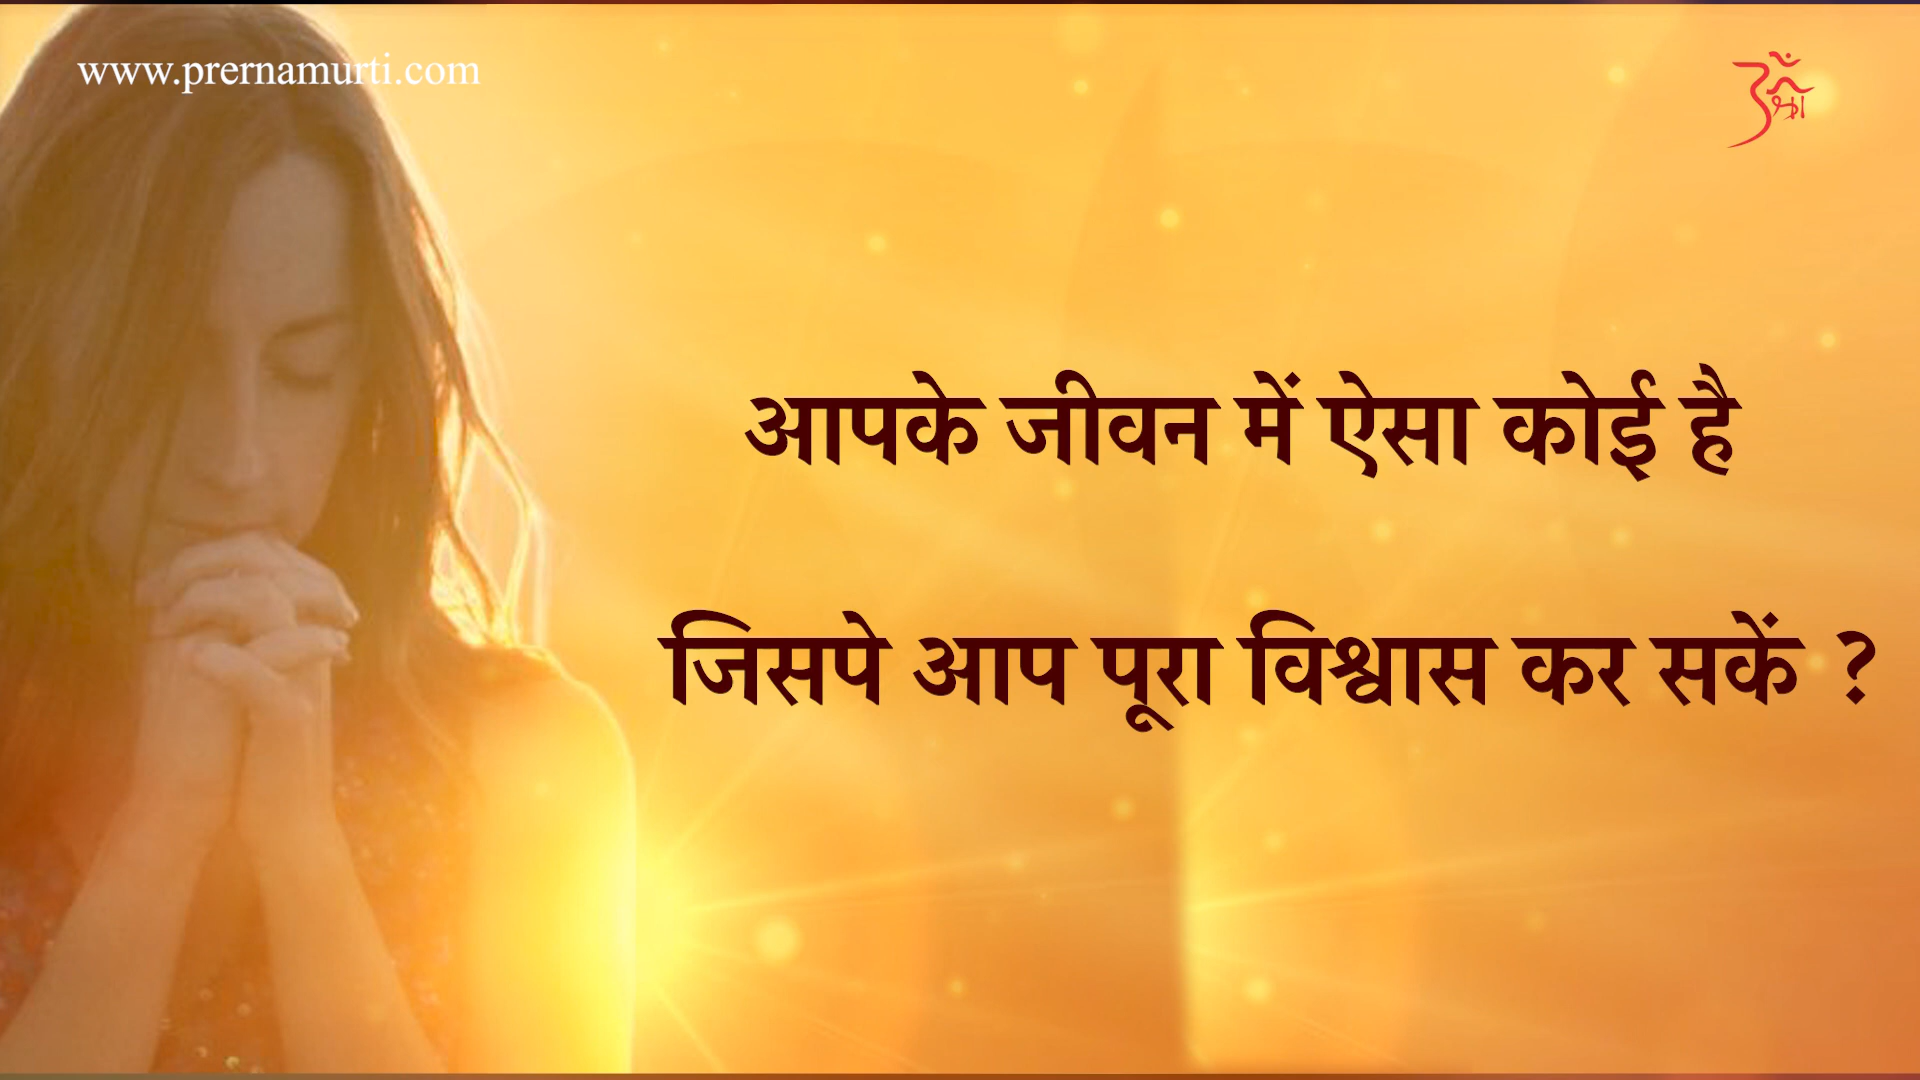 www.prernamurti.com
आपके जीवन में ऐसा कोई है
जिसपे आप पूरा विश्वास कर सकें ?